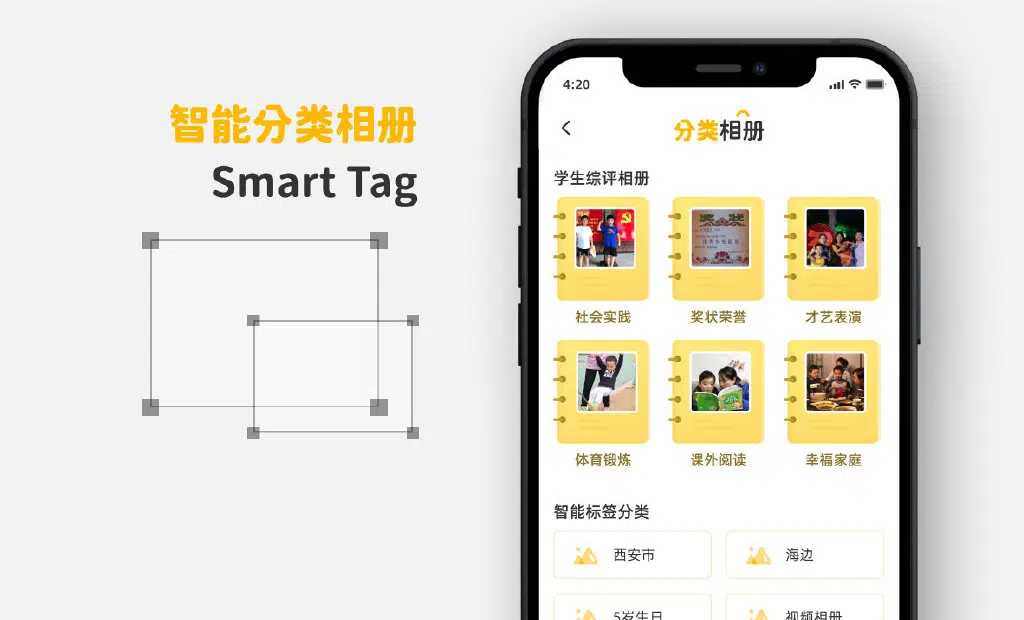 智能分类相册
Smart Tag
4:20
分类相册
学生综评相册
社会实践
奖状荣誉
才艺表演
体育锻炼
课外阅读
幸福家庭
智能标签分类
西安市
海边
5岁生日
视频相册